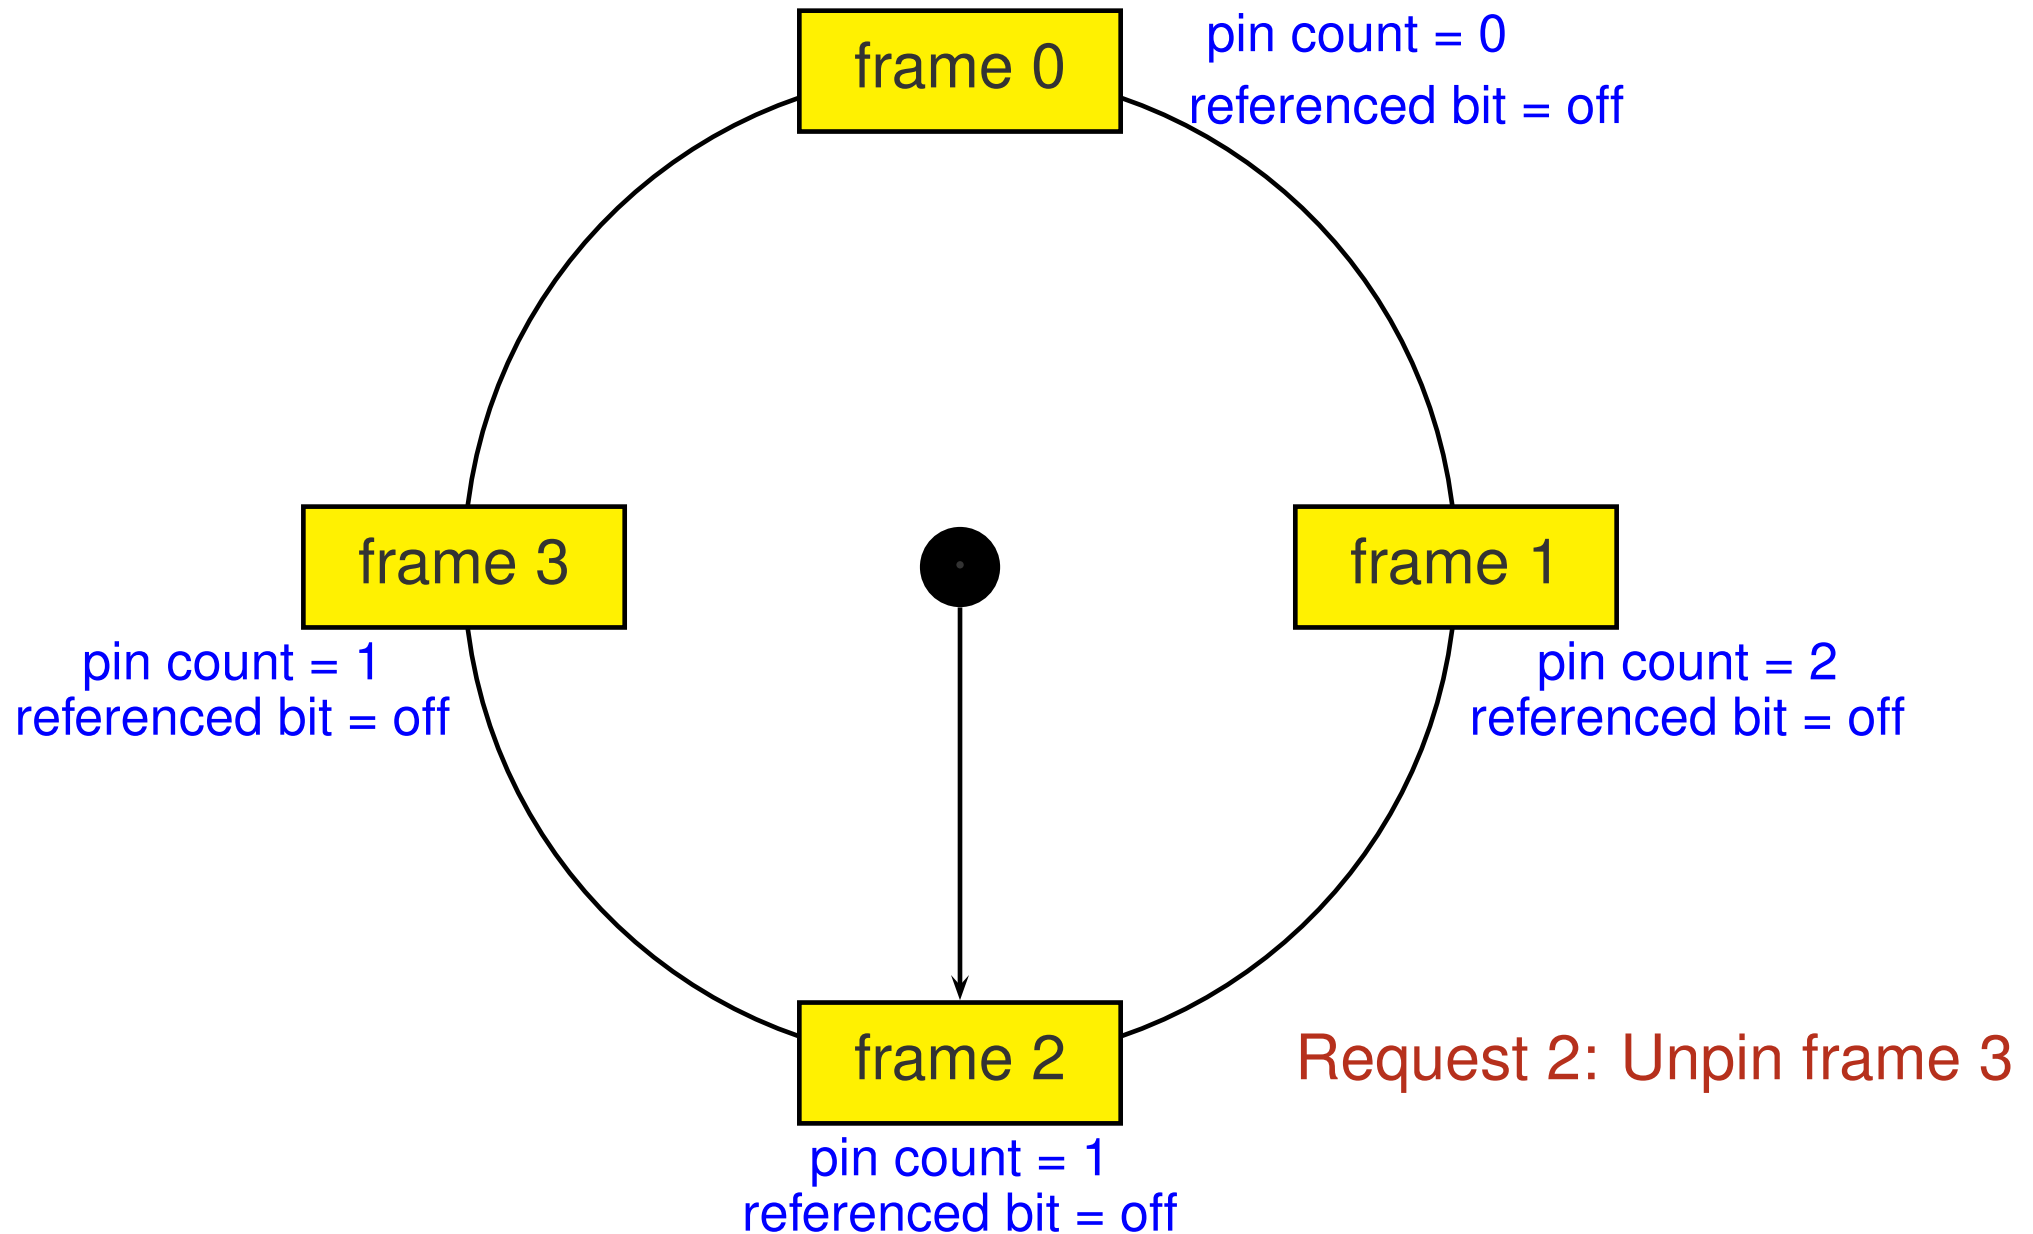 frame 0
pin count = 0
referenced bit = off
frame 3
pin count = 1
referenced bit = off
frame 1
pin count = 2
referenced bit = off
frame 2
pin count = 1
referenced bit = off
Request 2: Unpin frame 3